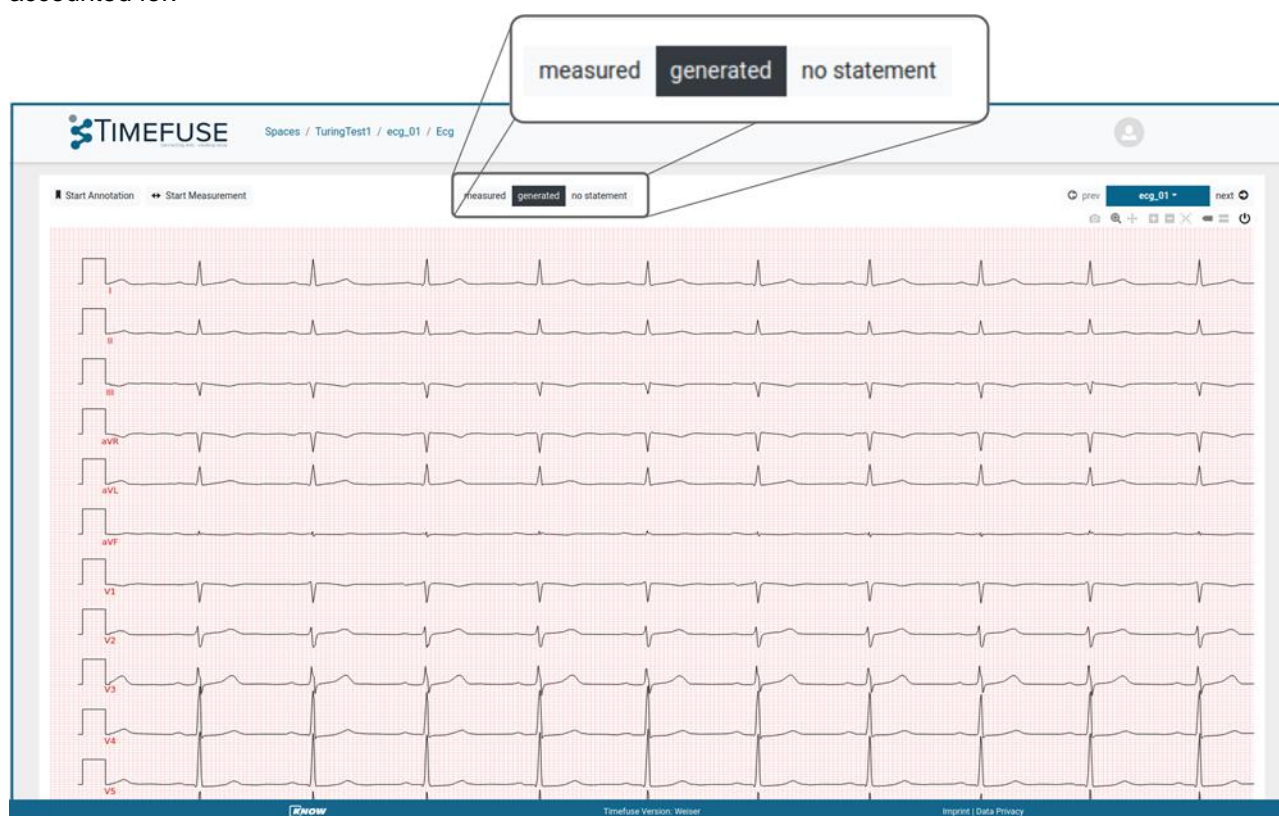 measured generated no statement
TIMEFUSE
Spaces / TuringTest1 / ecg_01 / Ecg
Start Annotation Start Measurement
measured generated no statement
prev ecg_01 next
I
II
III
aVR
aVL
aVF
V1
V2
V3
V4
V5
KNOW Timefuse Version: Weiser Imprint | Data Privacy